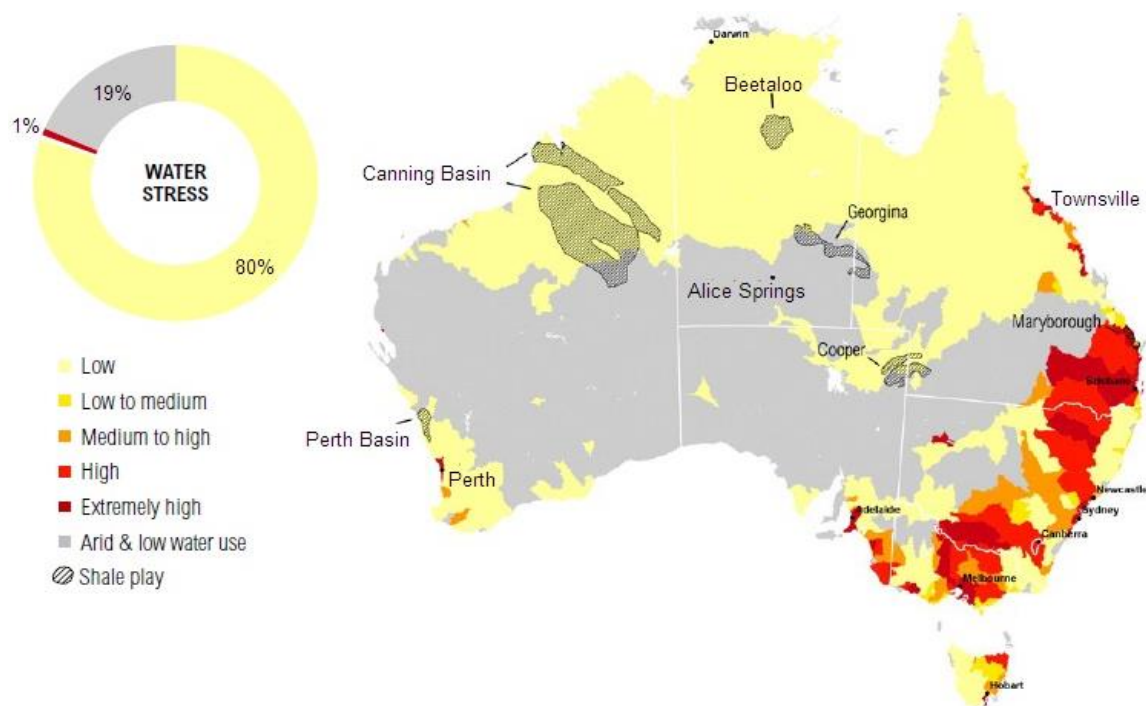 19%
1%
WATER
STRESS
80%
Low
Low to medium
Medium to high
High
Extremely high
Arid & low water use
Shale play
Darwin
Beetaloo
Canning Basin
Georgina
Townsville
Alice Springs
Maryborough
Cooper
Brisbane
Perth Basin
Perth
Adelaide
Newcastle
Sydney
Canberra
Melbourne
Hobart